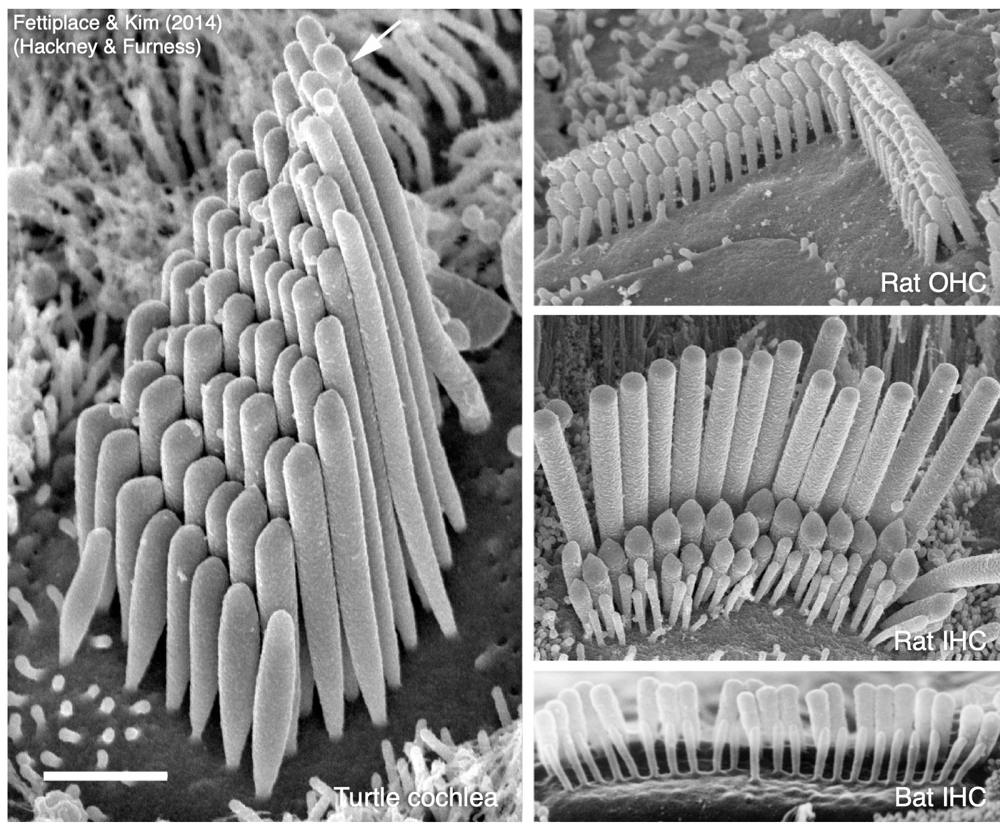 Fettiplace & Kim (2014)
(Hackney & Furness)
Turtle cochlea
Rat OHC
Rat IHC
Bat IHC